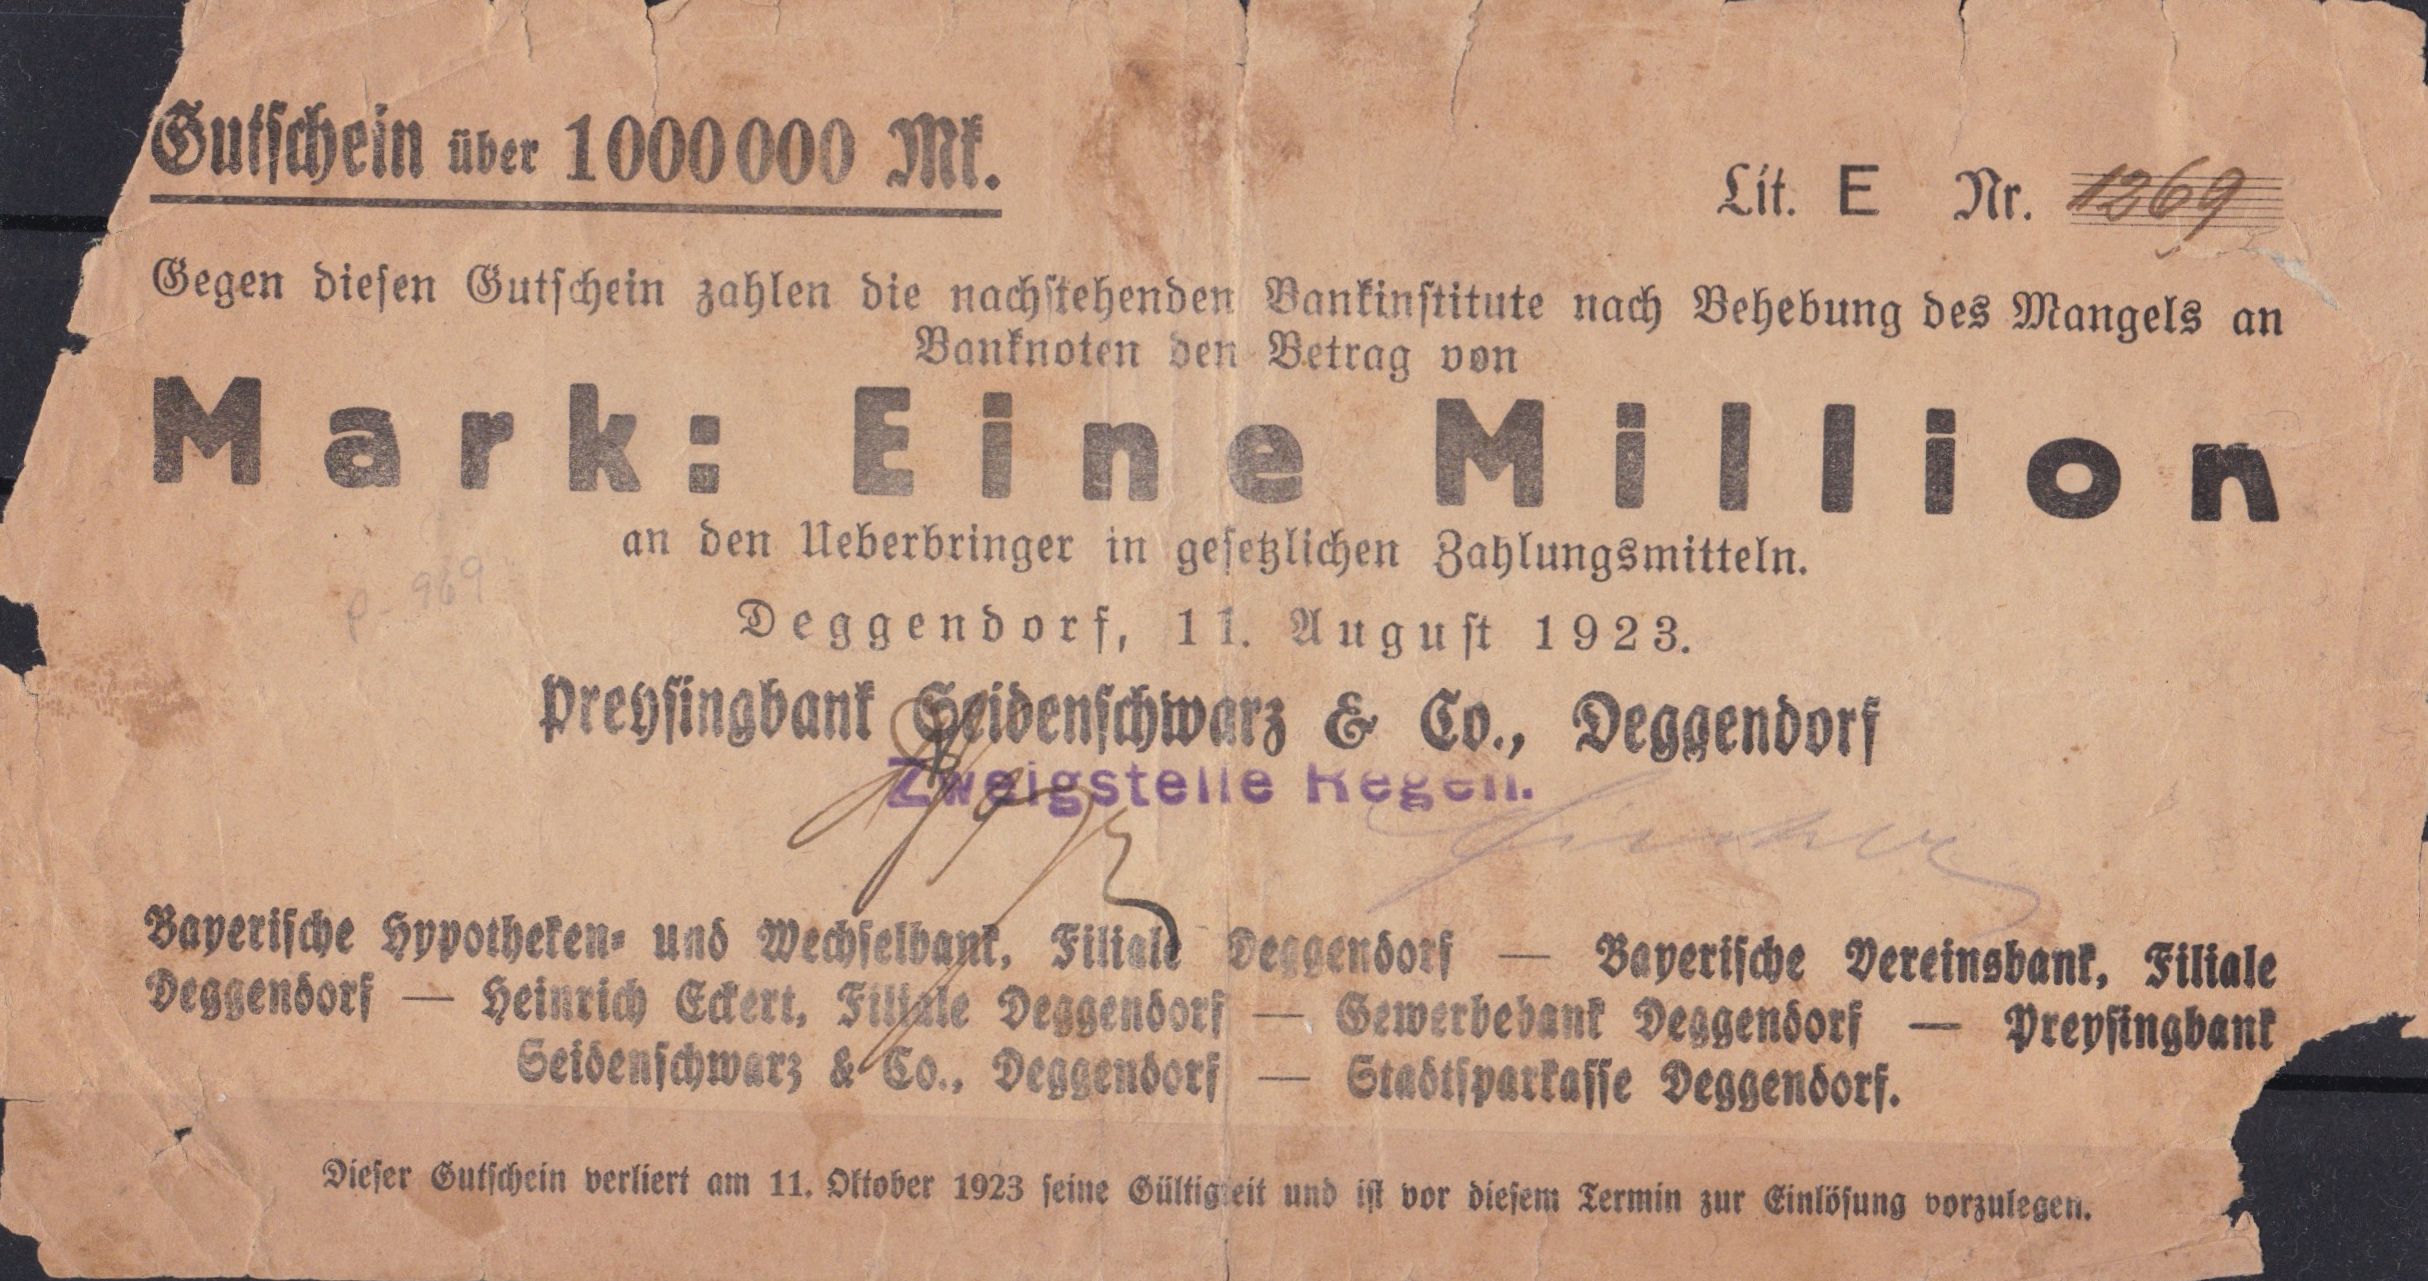 Gutschein über 1000000 Mk.
Lit. E Nr. 1269
Gegen diesen Gutschein zahlen die nachstehenden Bankinstitute nach Behebung des Mangels an
Banknoten den Betrag von
Mark: Eine Million
an den Ueberbringer in gesetzlichen Zahlungsmitteln.
P-969
Deggendorf, 11. August 1923.
Preysingbank Seidenschwarz & Co., Deggendorf
Zweigstelle Regen.
Bayerische Hypotheken- und Wechselbank, Filiale Deggendorf — Bayerische Vereinsbank, Filiale
Deggendorf — Heinrich Eckert, Filiale Deggendorf — Gewerbebank Deggendorf — Preysingbank
Seidenschwarz & Co., Deggendorf — Stadtsparkasse Deggendorf.
Dieser Gutschein verliert am 11. Oktober 1923 seine Gültigkeit und ist vor diesem Termin zur Einlösung vorzulegen.